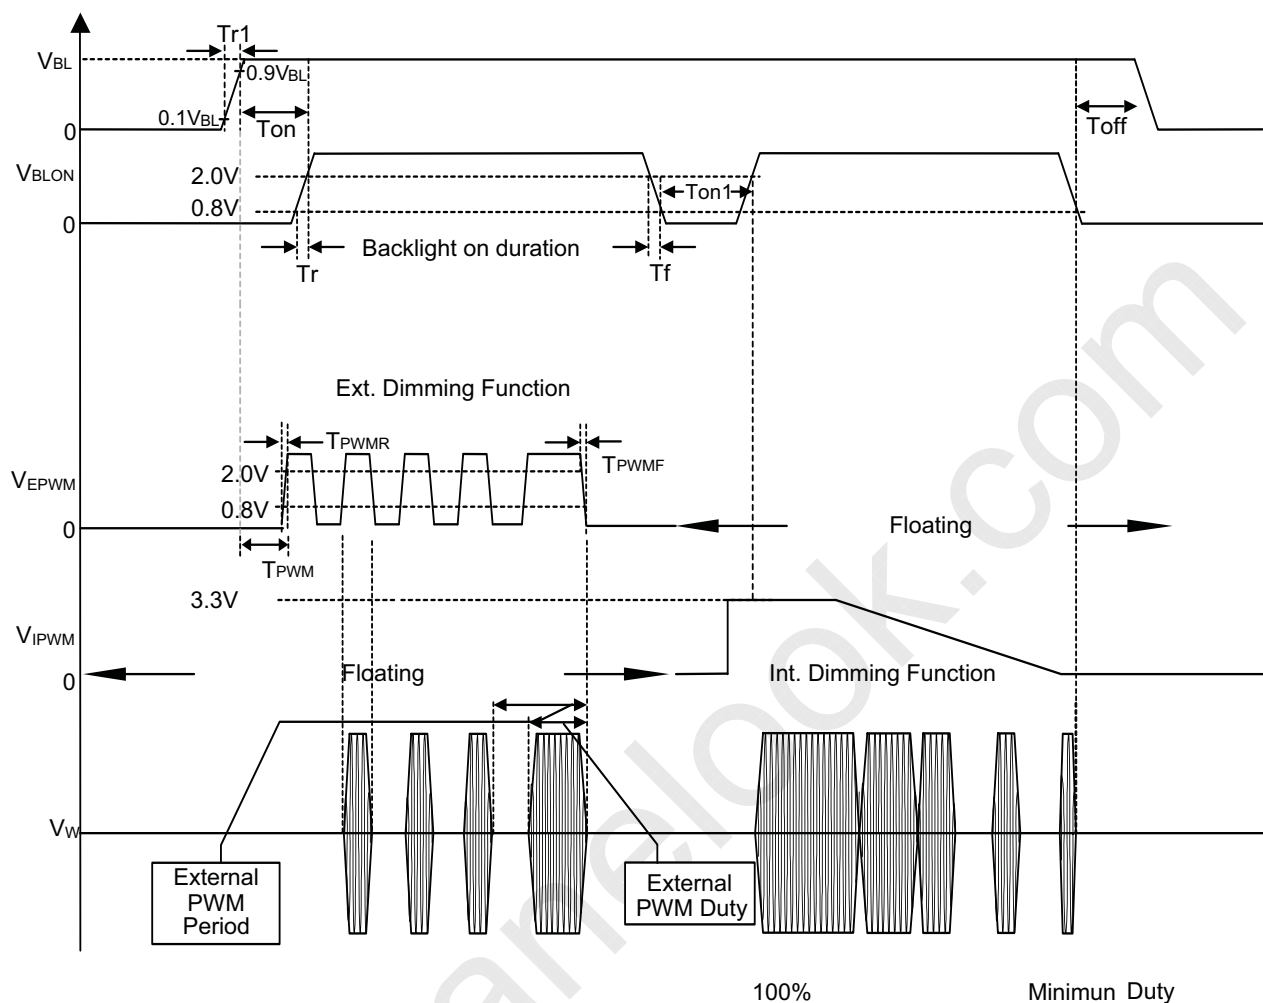 Tr1
VBL
0.9VBL
0.1VBL
Ton
Toff
0
VBLON
2.0V
Ton1
0.8V
0
Backlight on duration
Tr
Tf
Ext. Dimming Function
TPWMR
TPWMF
VEPWM
2.0V
0.8V
0
Floating
TPWM
3.3V
VIPWM
0
Floating
Int. Dimming Function
VW
External
PWM
Period
External
PWM Duty
100%
Minimun Duty
anelook.com